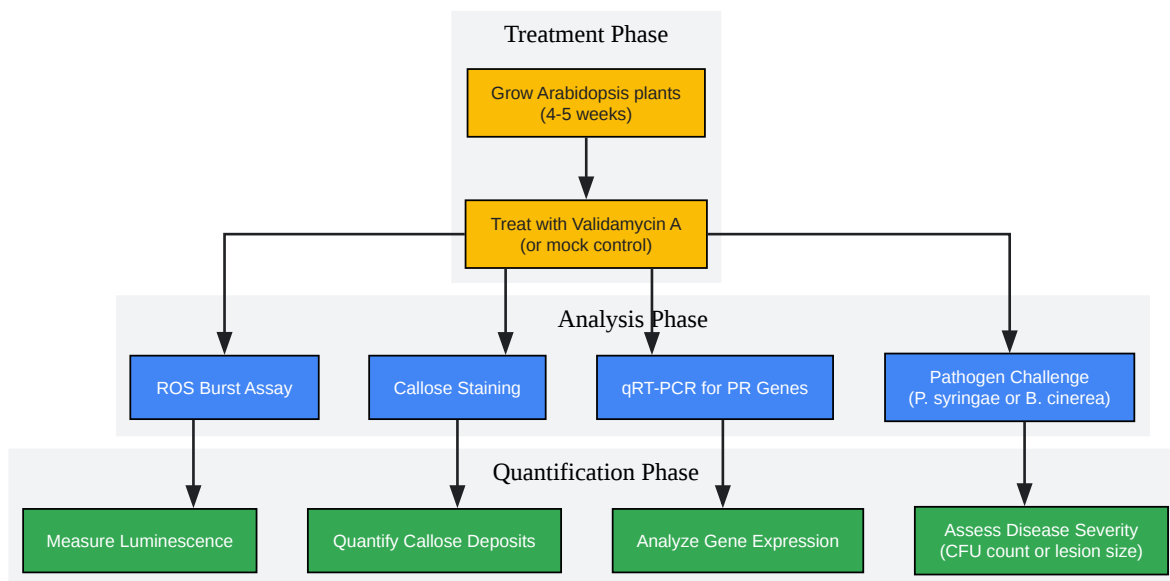 Treatment Phase
Grow Arabidopsis plants
(4-5 weeks)
Treat with Validamycin A
(or mock control)
Analysis Phase
ROS Burst Assay
Callose Staining
qRT-PCR for PR Genes
Pathogen Challenge
(P. syringae or B. cinerea)
Quantification Phase
Measure Luminescence
Quantify Callose Deposits
Analyze Gene Expression
Assess Disease Severity
(CFU count or lesion size)